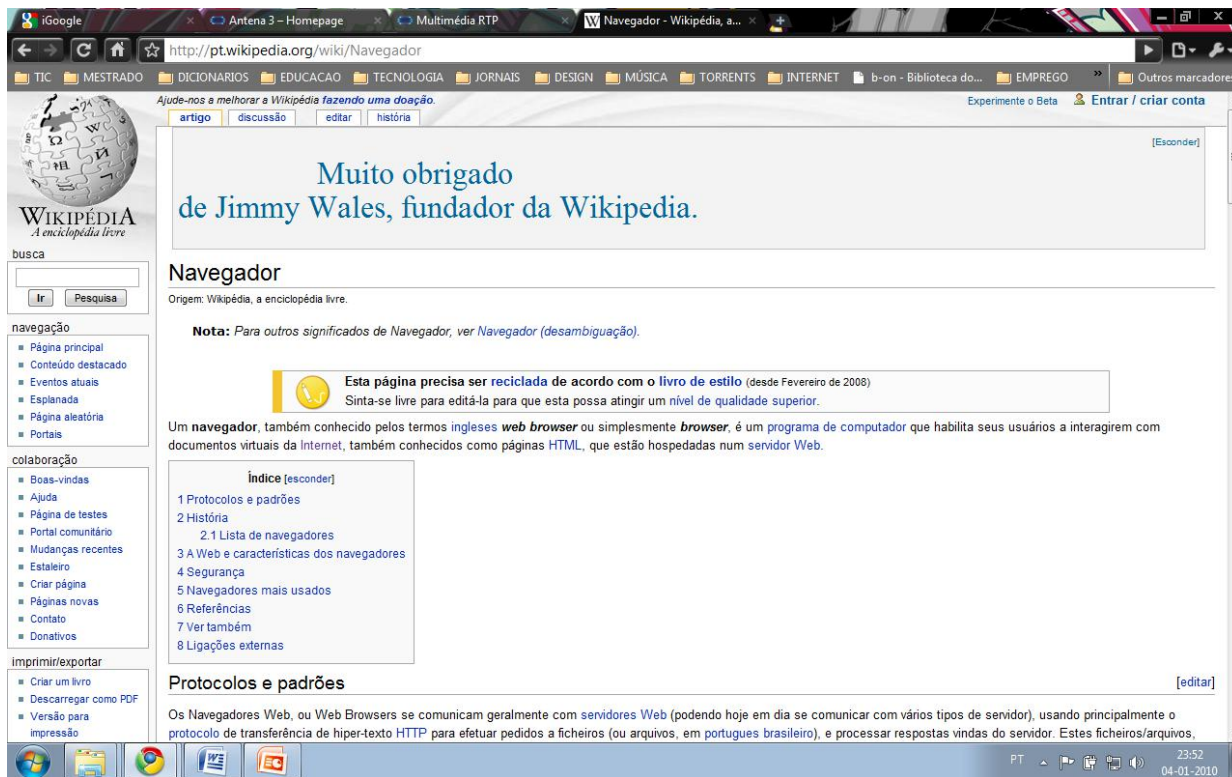 iGoogle
Antena 3 – Homepage
Multimédia RTP
Navegador - Wikipédia, a...
http://pt.wikipedia.org/wiki/Navegador
TIC MESTRADO DICIONARIOS EDUCACAO TECNOLOGIA JORNAIS DESIGN MÚSICA TORRENTS INTERNET b-on - Biblioteca do... EMPREGO » Outros marcadores
Ajude-nos a melhorar a Wikipédia fazendo uma doação.
Experimente o Beta Entrar / criar conta
artigo discussão editar história
[Esconder]
Muito obrigado
de Jimmy Wales, fundador da Wikipedia.
WIKIPÉDIA
A enciclopédia livre
busca
Ir Pesquisa
navegação
Página principal
Conteúdo destacado
Eventos atuais
Esplanada
Página aleatória
Portais
colaboração
Boas-vindas
Ajuda
Página de testes
Portal comunitário
Mudanças recentes
Estaleiro
Criar página
Páginas novas
Contato
Donativos
imprimir/exportar
Criar um livro
Descarregar como PDF
Versão para
impressão
Navegador
Origem: Wikipédia, a enciclopédia livre.
Nota: Para outros significados de Navegador, ver Navegador (desambiguação).
Esta página precisa ser reciclada de acordo com o livro de estilo (desde Fevereiro de 2008)
Sinta-se livre para editá-la para que esta possa atingir um nível de qualidade superior.
Um navegador, também conhecido pelos termos ingleses web browser ou simplesmente browser, é um programa de computador que habilita seus usuários a interagirem com
documentos virtuais da Internet, também conhecidos como páginas HTML, que estão hospedadas num servidor Web.
Índice [esconder]
1 Protocolos e padrões
2 História
2.1 Lista de navegadores
3 A Web e características dos navegadores
4 Segurança
5 Navegadores mais usados
6 Referências
7 Ver também
8 Ligações externas
Protocolos e padrões
[editar]
Os Navegadores Web, ou Web Browsers se comunicam geralmente com servidores Web (podendo hoje em dia se comunicar com vários tipos de servidor), usando principalmente o
protocolo de transferência de hiper-texto HTTP para efetuar pedidos a ficheiros (ou arquivos, em portugues brasileiro), e processar respostas vindas do servidor. Estes ficheiros/arquivos,
PT
23:52
04-01-2010